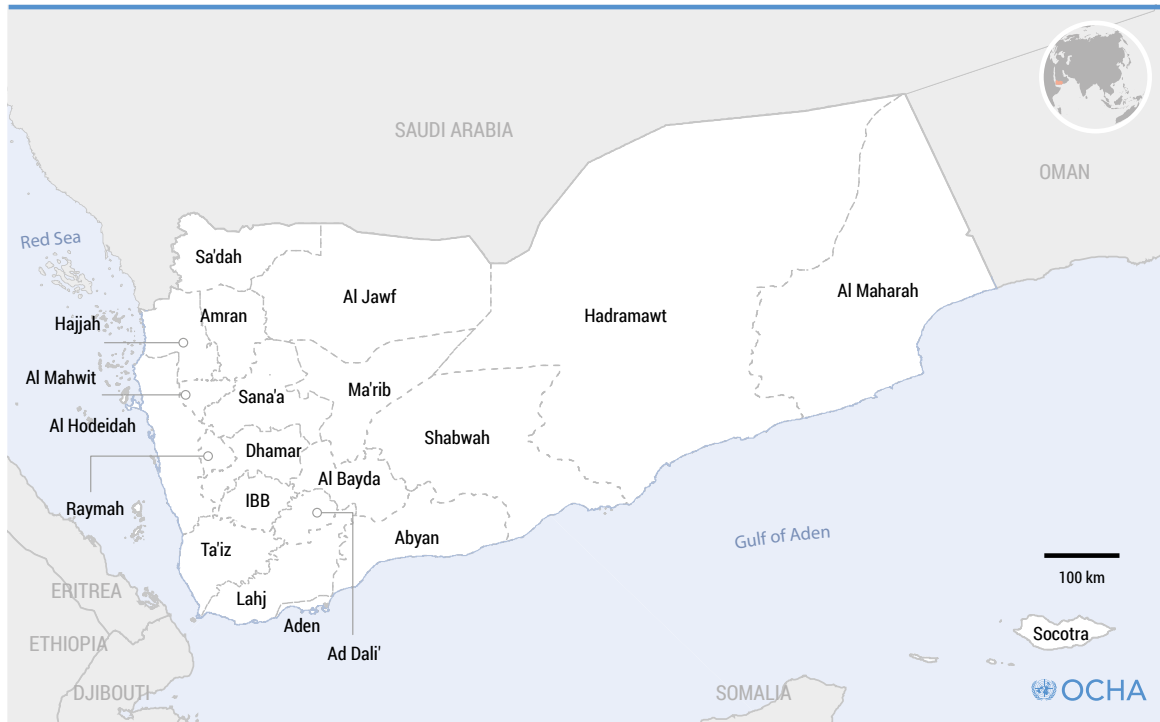 SAUDI ARABIA
OMAN
Red Sea
Sa'dah
Al Jawf
Al Maharah
Hajjah
Amran
Hadramawt
Al Mahwit
Sana'a
Ma'rib
Al Hodeidah
Shabwah
Dhamar
Al Bayda
Raymah
IBB
Ta'iz
Abyan
Gulf of Aden
100 km
ERITREA
Lahj
Aden
Ad Dali'
Socotra
ETHIOPIA
DJIBOUTI
SOMALIA
OCHA